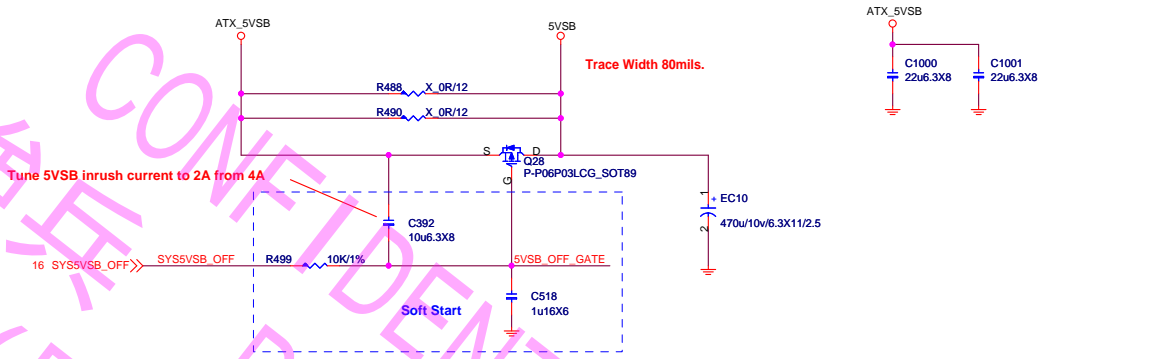 ATX_5VSB
5VSB
ATX_5VSB
Trace Width 80mils.
C1000
22u6.3X8
C1001
22u6.3X8
R488
X_0R/12
R490
X_0R/12
S
D
Q28
P-P06P03LCG_SOT89
G
Tune 5VSB inrush current to 2A from 4A
1
+
EC10
470u/10v/6.3X11/2.5
2
C392
10u6.3X8
16
SYS5VSB_OFF
SYS5VSB_OFF
R499
10K/1%
5VSB_OFF_GATE
Soft Start
C518
1u16X6
CONFIDENT